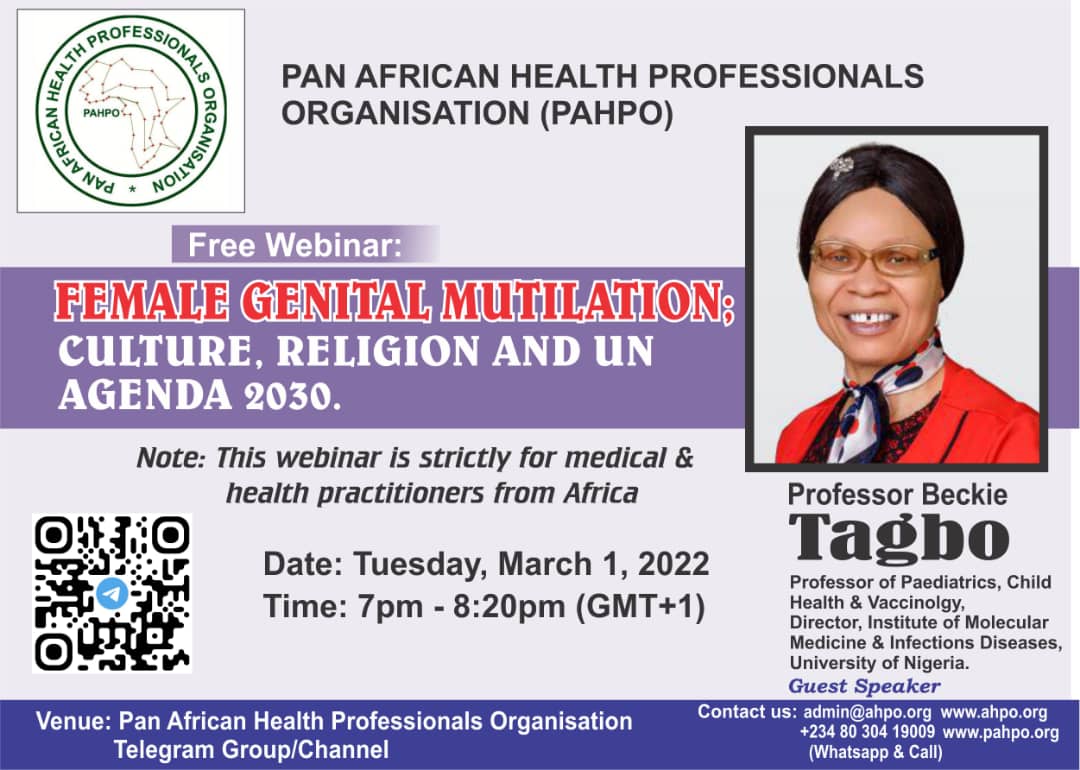 PAN AFRICAN HEALTH PROFESSIONALS ORGANISATION *
PAHPO
PAN AFRICAN HEALTH PROFESSIONALS
ORGANISATION (PAHPO)
Free Webinar:
FEMALE GENITAL MUTILATION;
CULTURE, RELIGION AND UN
AGENDA 2030.
Note: This webinar is strictly for medical &
health practitioners from Africa
Date: Tuesday, March 1, 2022
Time: 7pm - 8:20pm (GMT+1)
Professor Beckie
Tagbo
Professor of Paediatrics, Child
Health & Vaccinolgy,
Director, Institute of Molecular
Medicine & Infections Diseases,
University of Nigeria.
Guest Speaker
Venue: Pan African Health Professionals Organisation
Telegram Group/Channel
Contact us: admin@ahpo.org www.ahpo.org
+234 80 304 19009 www.pahpo.org
(Whatsapp & Call)